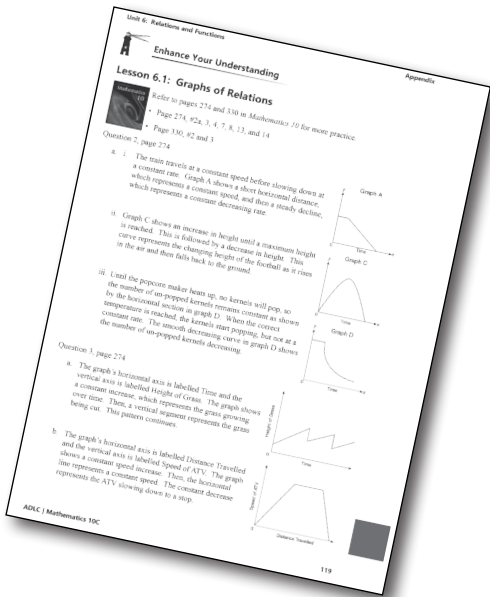 Unit 6: Relations and Functions
Appendix
Enhance Your Understanding
Lesson 6.1: Graphs of Relations
Mathematics
10
Refer to pages 274 and 330 in Mathematics 10 for more practice.
• Page 274, #2a, 3, 4, 7, 8, 13, and 14
• Page 330, #2 and 3
Question 2, page 274
a. i. The train travels at a constant speed before slowing down at
a constant rate. Graph A shows a short horizontal distance,
which represents a constant speed, and then a steady decline,
which represents a constant decreasing rate.
Graph A
Time
ii. Graph C shows an increase in height until a maximum height
is reached. This is followed by a decrease in height. This
curve represents the changing height of the football as it rises
in the air and then falls back to the ground.
Graph C
Time
iii. Until the popcorn maker heats up, no kernels will pop, so
the number of un-popped kernels remains constant as shown
by the horizontal section in graph D. When the correct
temperature is reached, the kernels start popping, but not at a
constant rate. The smooth decreasing curve in graph D shows
the number of un-popped kernels decreasing.
Graph D
Time
Question 3, page 274
a. The graph's horizontal axis is labelled Time and the
vertical axis is labelled Height of Grass. The graph shows
a constant increase, which represents the grass growing
over time. Then, a vertical segment represents the grass
being cut. This pattern continues.
Height of Grass
Time
b. The graph's horizontal axis is labelled Distance Travelled
and the vertical axis is labelled Speed of ATV. The graph
shows a constant speed increase. Then, the horizontal
line represents a constant speed. The constant decrease
represents the ATV slowing down to a stop.
Speed of ATV
0
Distance Travelled
ADLC | Mathematics 10C
119